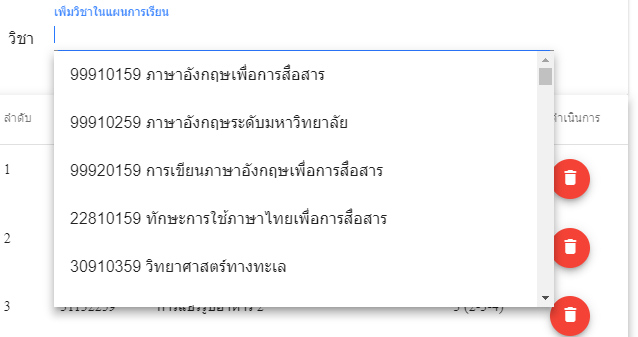 เพิ่มวิชาในแผนการเรียน
วิชา
99910159 ภาษาอังกฤษเพื่อการสื่อสาร
99910259 ภาษาอังกฤษระดับมหาวิทยาลัย
99920159 การเขียนภาษาอังกฤษเพื่อการสื่อสาร
22810159 ทักษะการใช้ภาษาไทยเพื่อการสื่อสาร
30910359 วิทยาศาสตร์ทางทะเล
ลำดับ ดำเนินการ
1
2
3